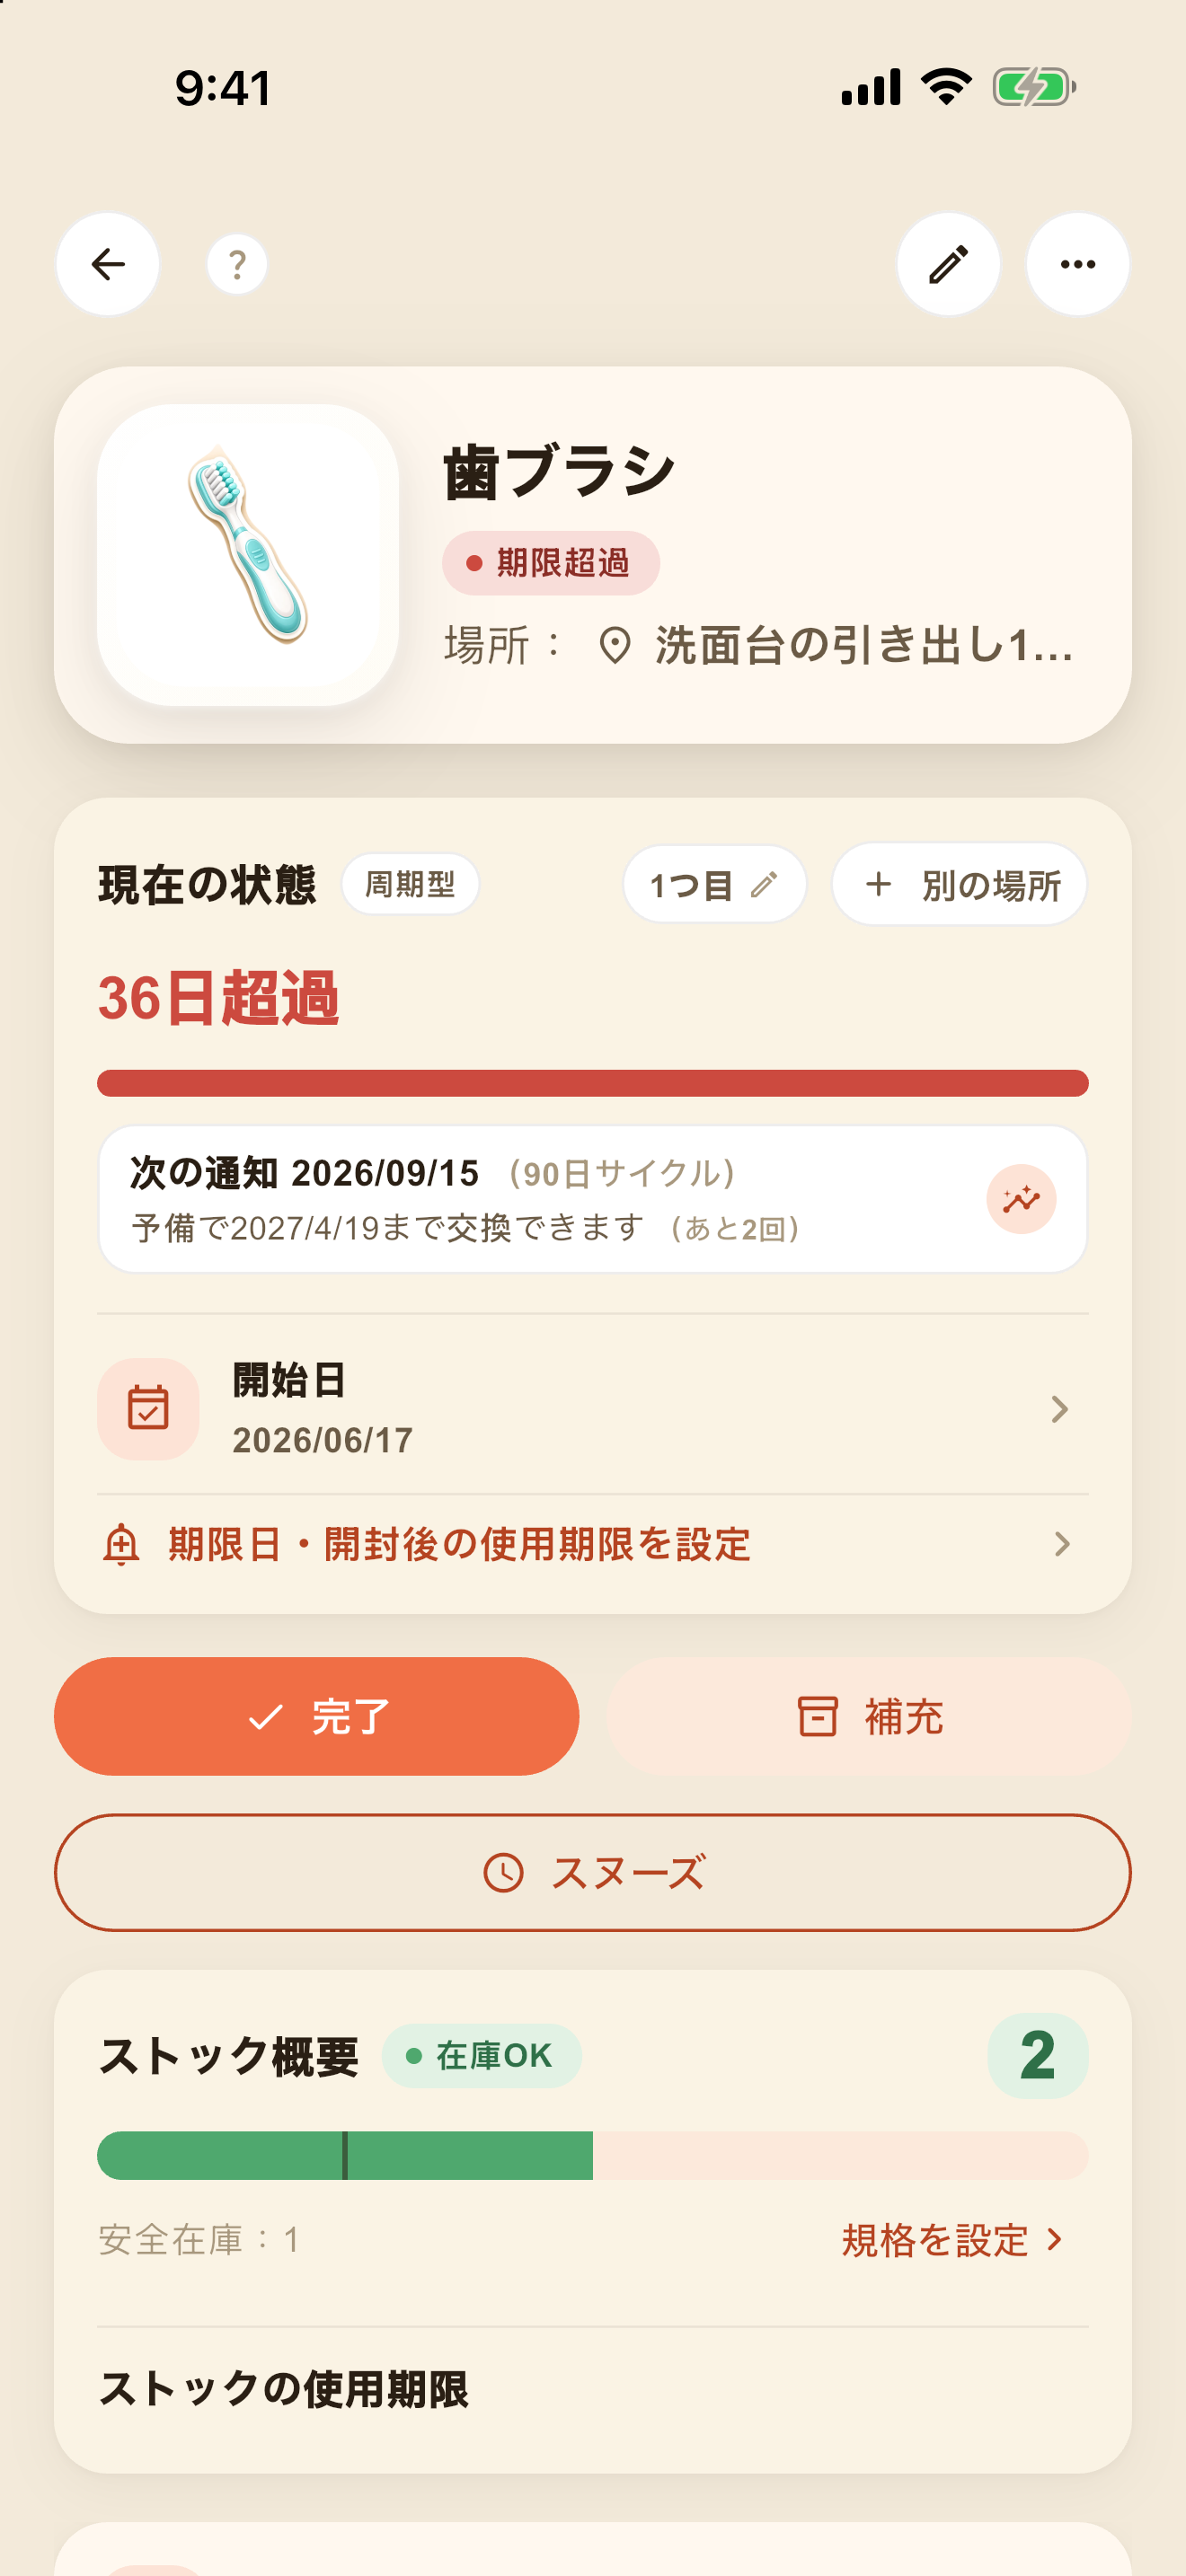 9:41
?
歯ブラシ
期限超過
場所： 洗面台の引き出し1...
現在の状態 周期型 1つ目 + 別の場所
36日超過
次の通知 2026/09/15 （90日サイクル）
予備で2027/4/19まで交換できます （あと2回）
開始日
2026/06/17
期限日・開封後の使用期限を設定
完了 補充
スヌーズ
ストック概要 在庫OK 2
安全在庫：1 規格を設定
ストックの使用期限